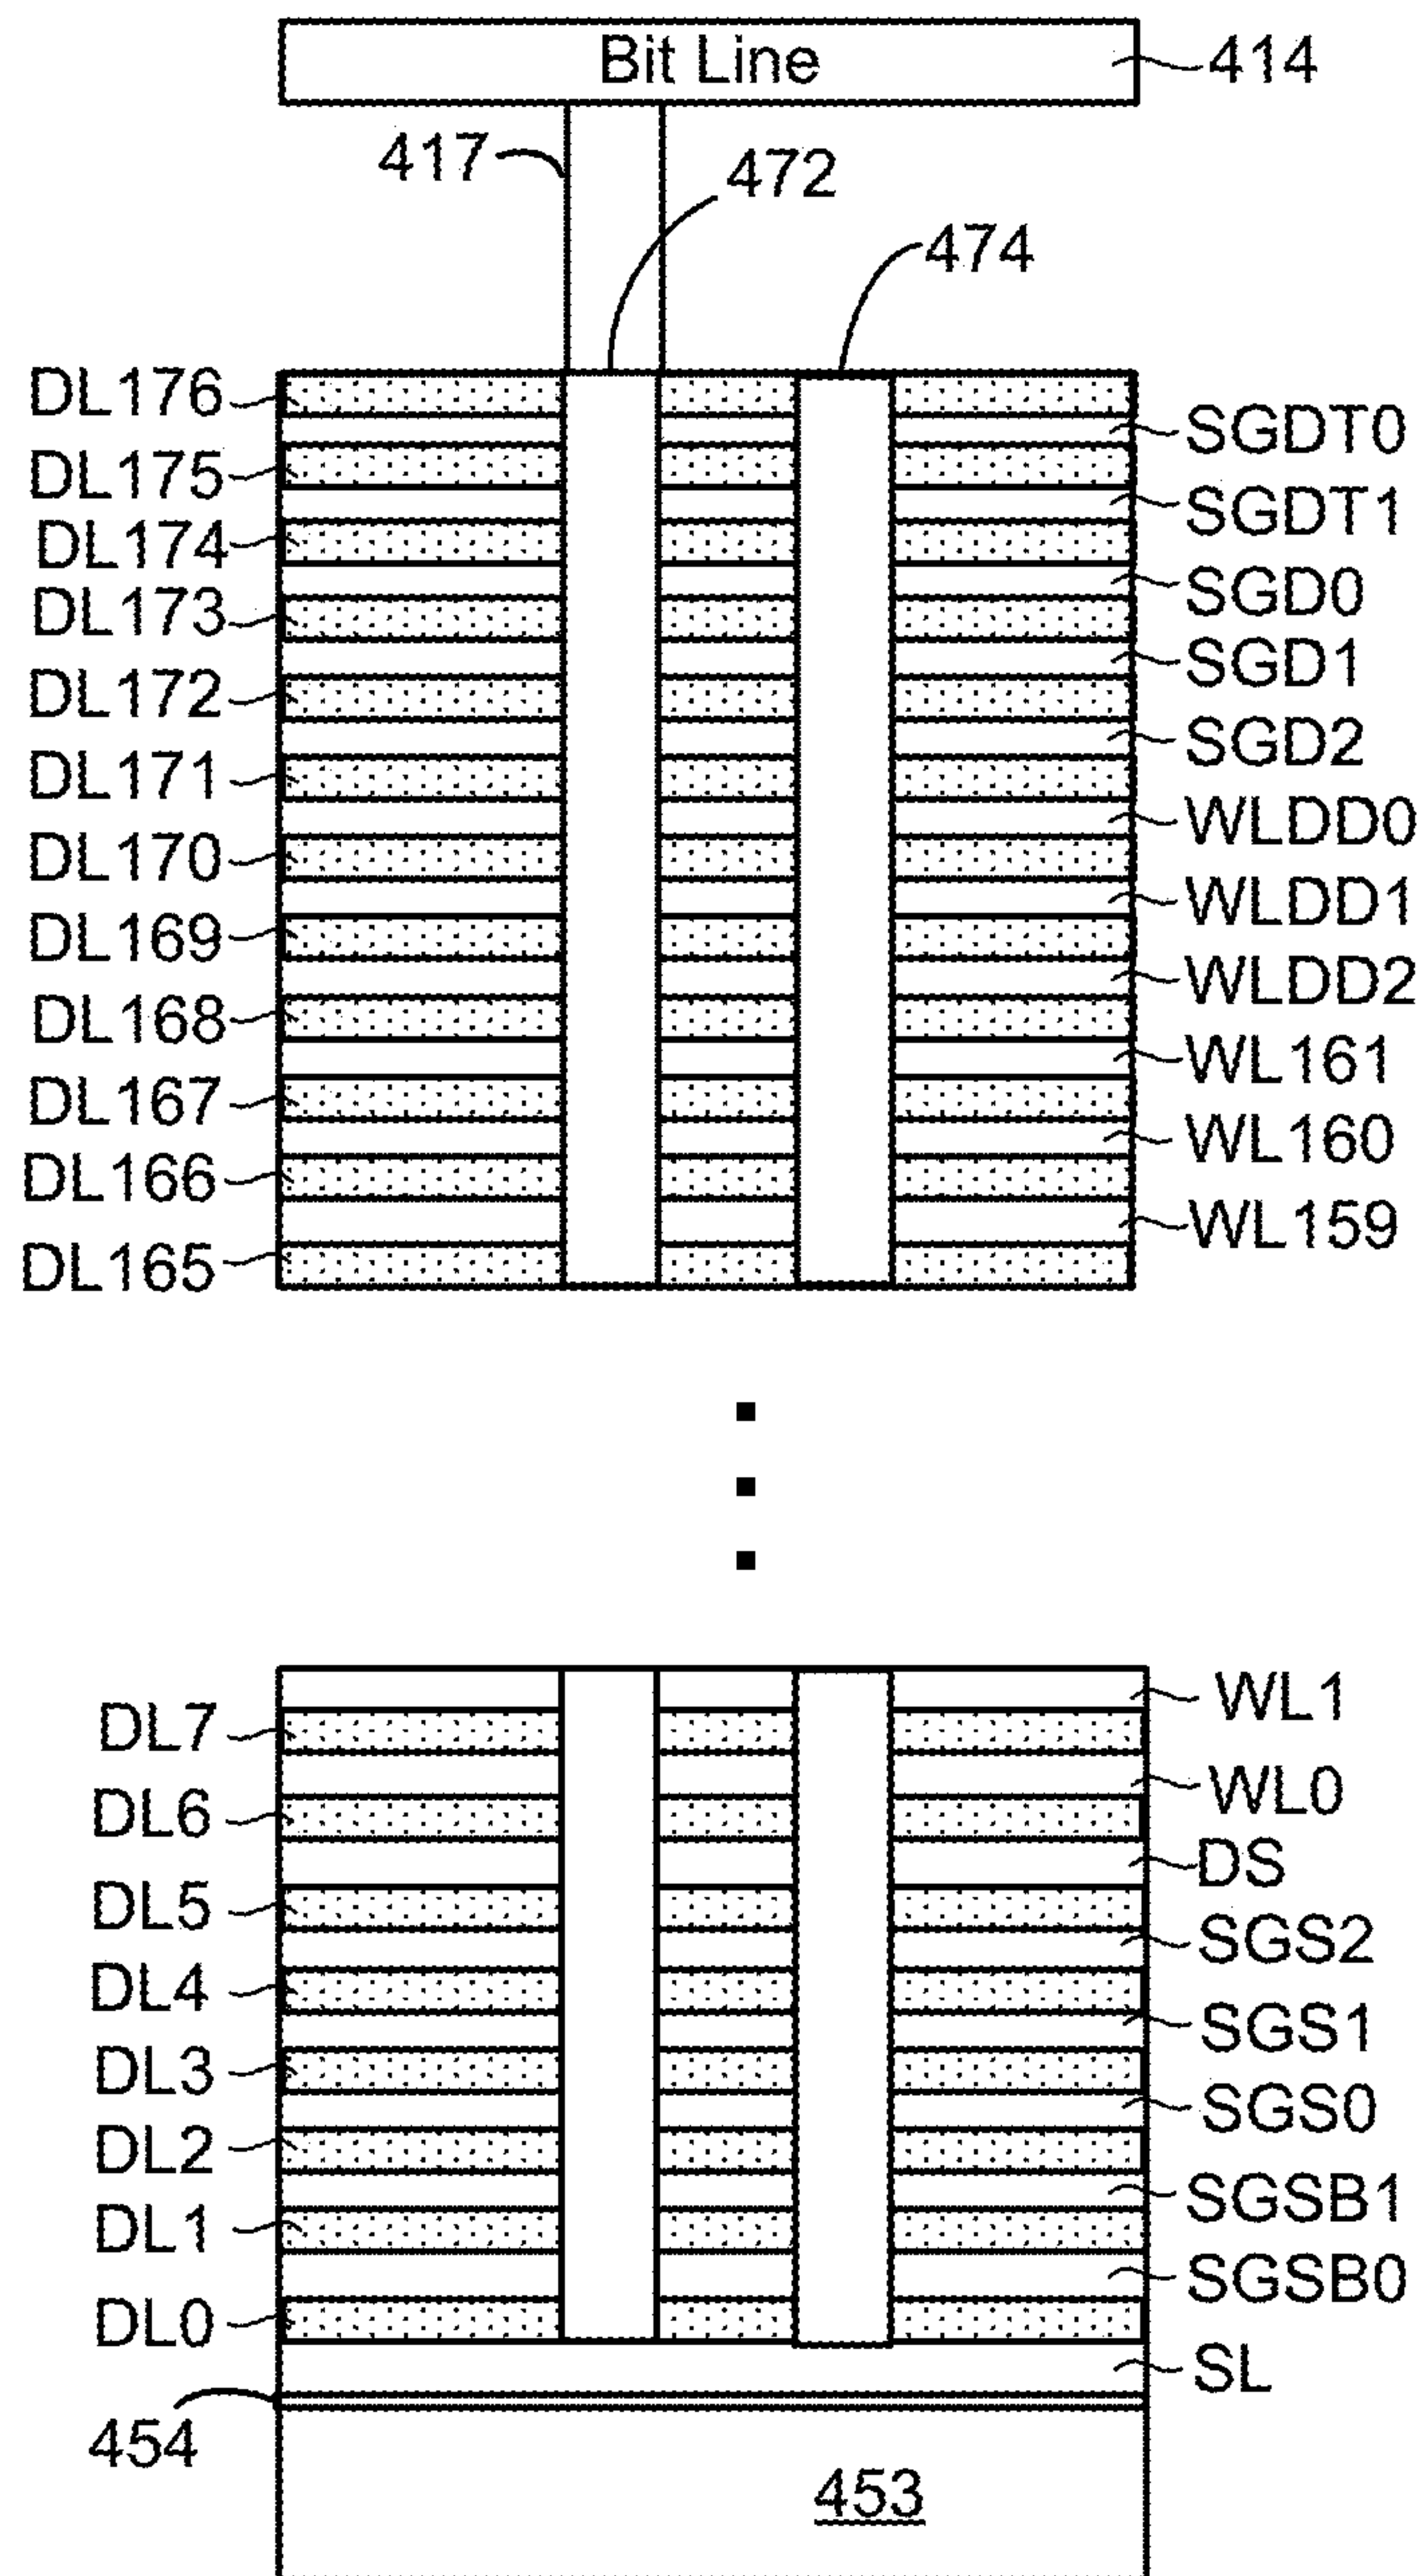 Bit Line
414
417
472
474
DL176
SGDT0
DL175
SGDT1
DL174
SGD0
DL173
SGD1
DL172
SGD2
DL171
WLDD0
DL170
WLDD1
DL169
WLDD2
DL168
WL161
DL167
WL160
DL166
WL159
DL165
WL1
DL7
WL0
DL6
DS
DL5
SGS2
DL4
SGS1
DL3
SGS0
DL2
SGSB1
DL1
SGSB0
DL0
SL
454
453